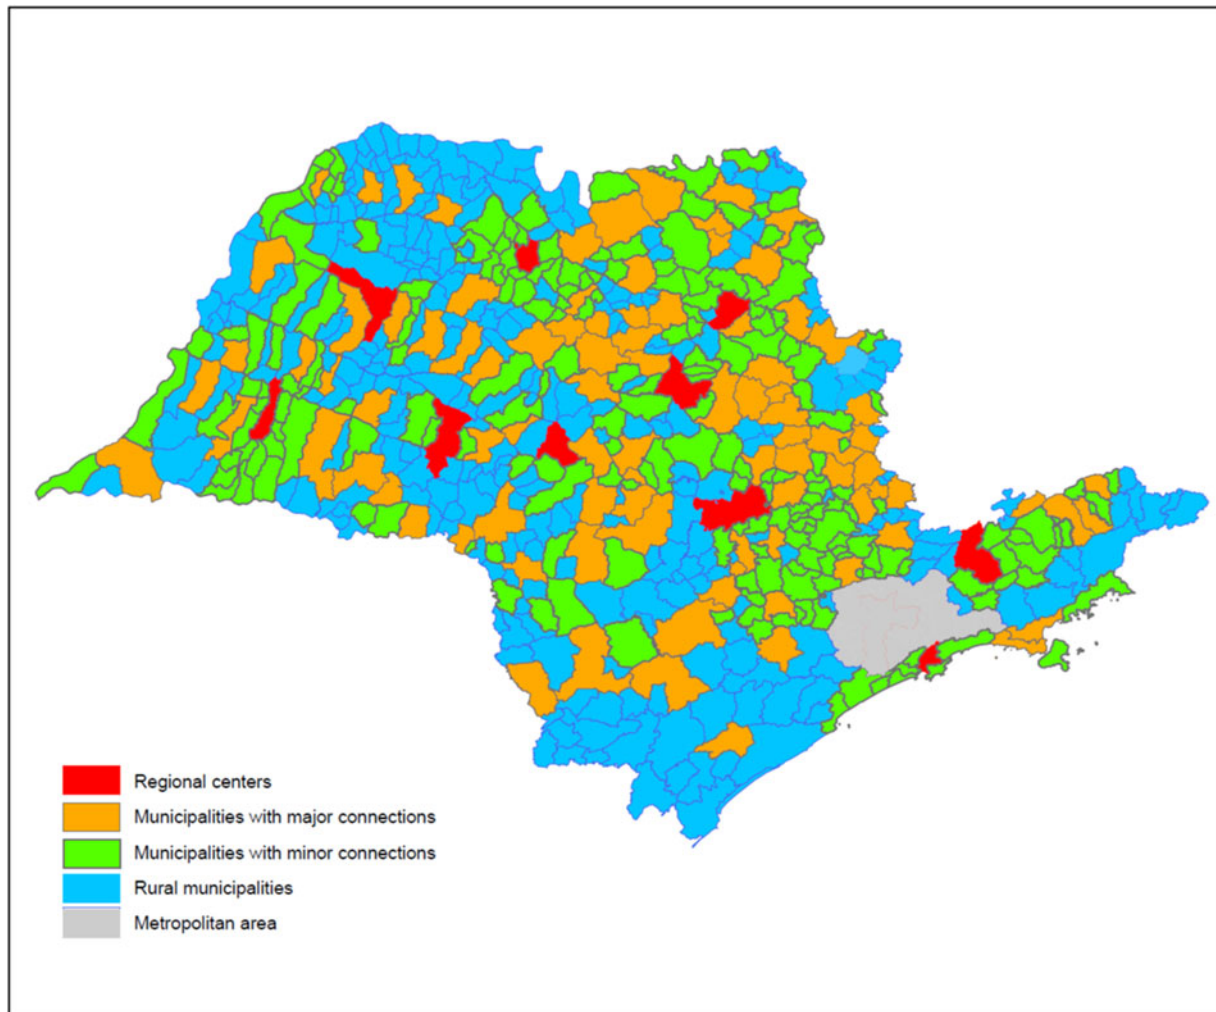 Regional centers
Municipalities with major connections
Municipalities with minor connections
Rural municipalities
Metropolitan area